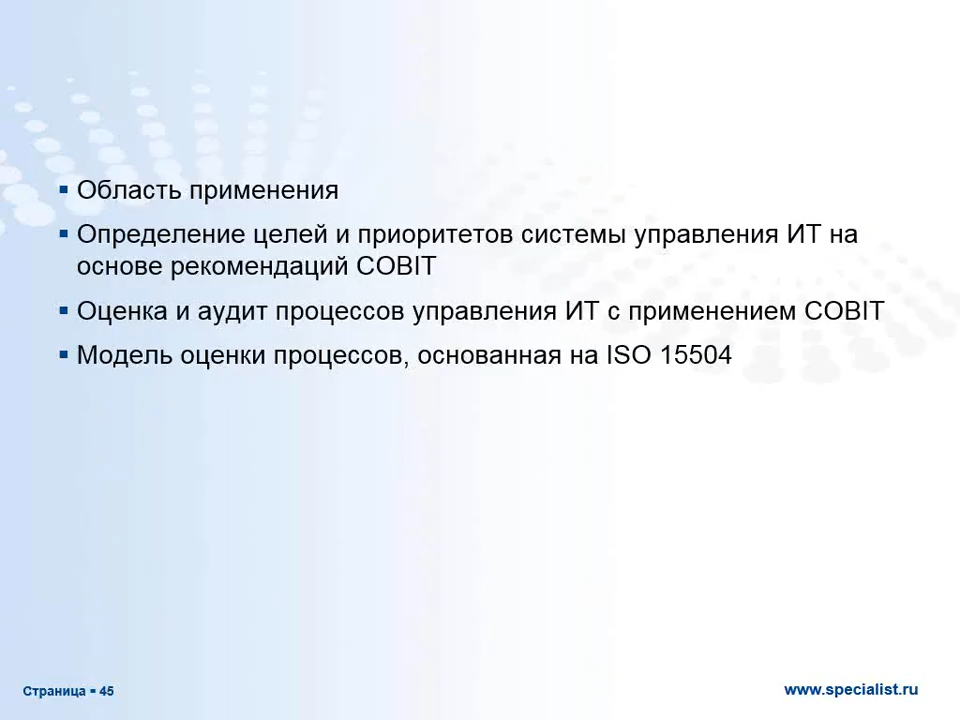 ▪ Область применения
▪ Определение целей и приоритетов системы управления ИТ на
основе рекомендаций COBIT
▪ Оценка и аудит процессов управления ИТ с применением COBIT
▪ Модель оценки процессов, основанная на ISO 15504
Страница ▪ 45
www.specialist.ru